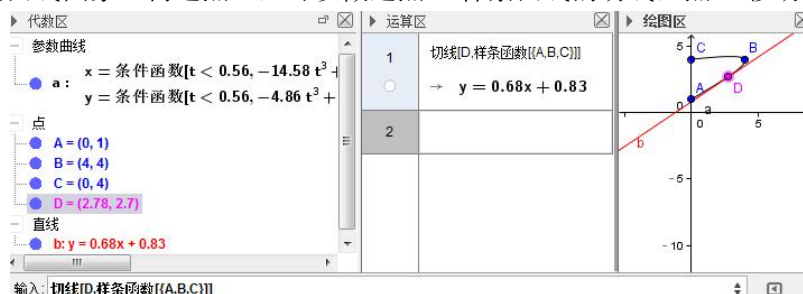 代数区
参数曲线
a： x = 条件函数[t < 0.56, −14.58 t³ +
y = 条件函数[t < 0.56, −4.86 t³ +
点
A = (0, 1)
B = (4, 4)
C = (0, 4)
D = (2.78, 2.7)
直线
b: y = 0.68x + 0.83
运算区
1 切线[D,样条函数[{A,B,C}]]
→ y = 0.68x + 0.83
2
绘图区
5
C B
A D
0 a
0 5
b
-5
-10
输入: 切线[D,样条函数[{A,B,C}]]